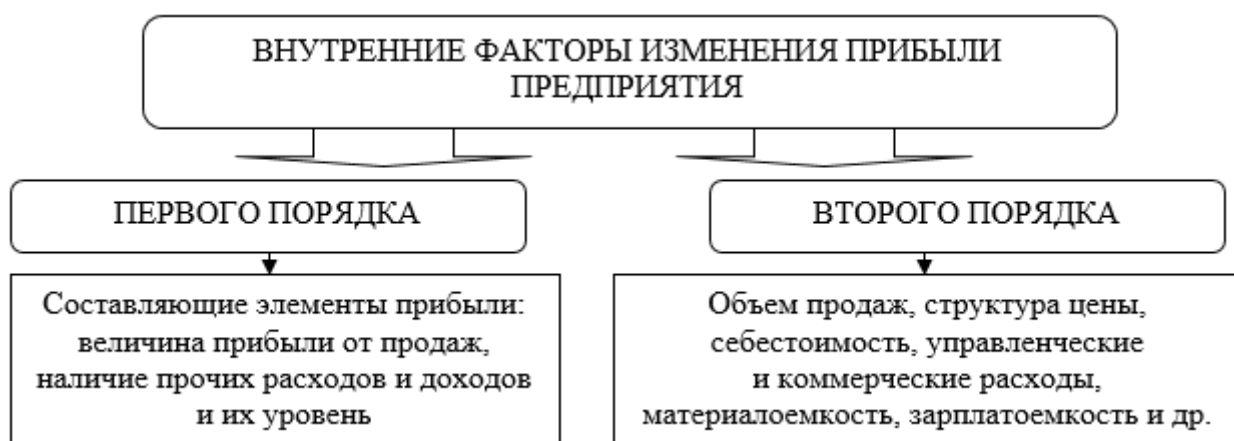 ВНУТРЕННИЕ ФАКТОРЫ ИЗМЕНЕНИЯ ПРИБЫЛИ
ПРЕДПРИЯТИЯ
ПЕРВОГО ПОРЯДКА
Составляющие элементы прибыли:
величина прибыли от продаж,
наличие прочих расходов и доходов
и их уровень
ВТОРОГО ПОРЯДКА
Объем продаж, структура цены,
себестоимость, управленческие
и коммерческие расходы,
материалоемкость, зарплатоемкость и др.